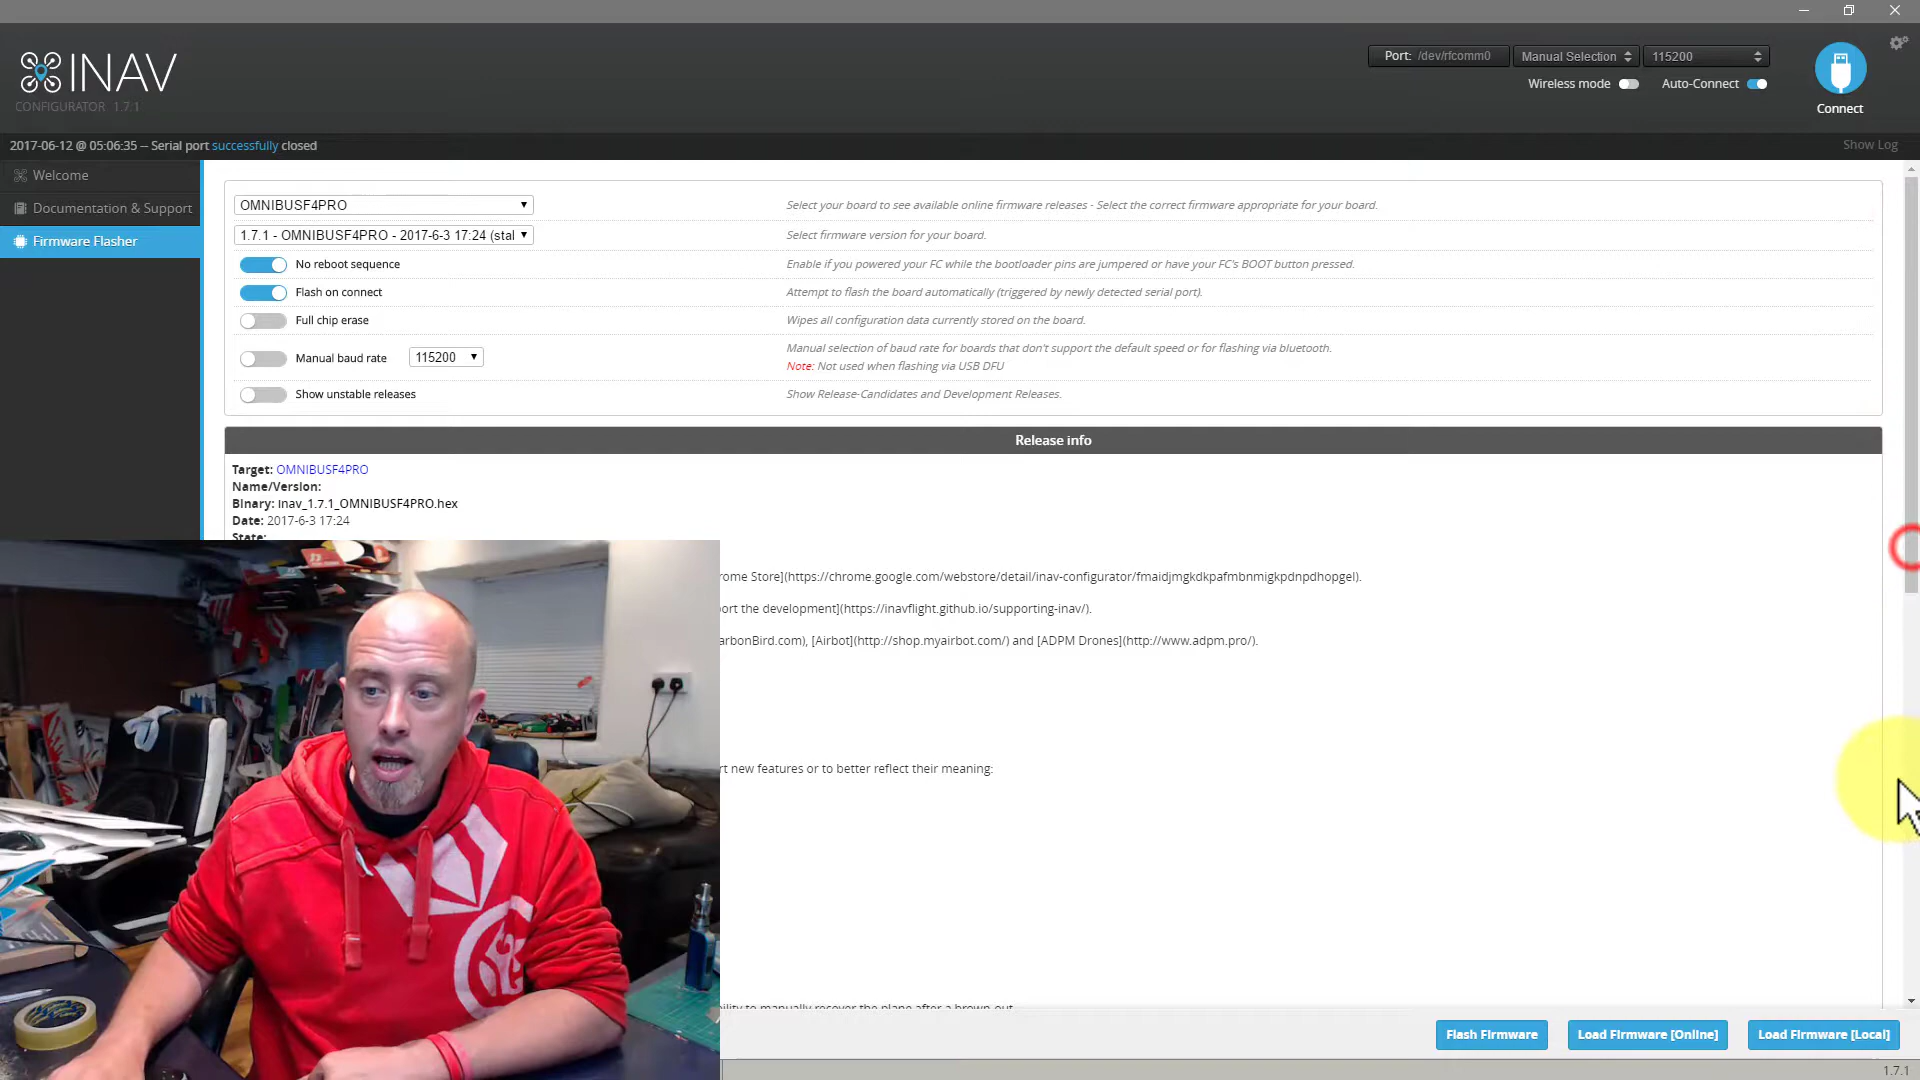 INAV
CONFIGURATOR 1.7.1
Port: /dev/rfcomm0
Manual Selection
115200
Wireless mode
Auto-Connect
Connect
2017-06-12 @ 05:06:35 -- Serial port successfully closed
Show Log
Welcome
Documentation & Support
Firmware Flasher
OMNIBUSF4PRO
Select your board to see available online firmware releases - Select the correct firmware appropriate for your board.
1.7.1 - OMNIBUSF4PRO - 2017-6-3 17:24 (stal
Select firmware version for your board.
No reboot sequence
Enable if you powered your FC while the bootloader pins are jumpered or have your FC's BOOT button pressed.
Flash on connect
Attempt to flash the board automatically (triggered by newly detected serial port).
Full chip erase
Wipes all configuration data currently stored on the board.
Manual baud rate
115200
Manual selection of baud rate for boards that don't support the default speed or for flashing via bluetooth.
Note: Not used when flashing via USB DFU
Show unstable releases
Show Release-Candidates and Development Releases.
Release info
Target: OMNIBUSF4PRO
Name/Version:
Binary: inav_1.7.1_OMNIBUSF4PRO.hex
Date: 2017-6-3 17:24
State:
rome Store](https://chrome.google.com/webstore/detail/inav-configurator/fmaidjmgkdkpafmbnmigkpdnpdhopgel).
ort the development](https://inavflight.github.io/supporting-inav/).
arbonBird.com), [Airbot](http://shop.myairbot.com/) and [ADPM Drones](http://www.adpm.pro/).
rt new features or to better reflect their meaning:
ility to manually recover the plane after a brown-out
Flash Firmware
Load Firmware [Online]
Load Firmware [Local]
1.7.1